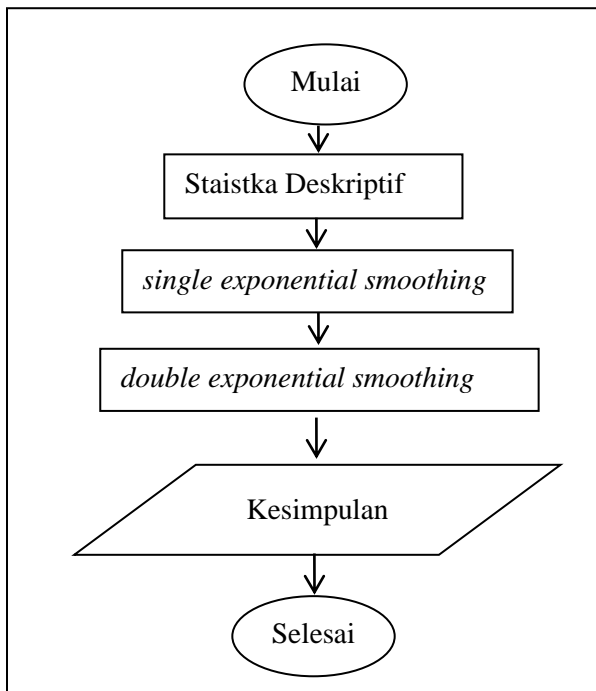 Mulai
Staistka Deskriptif
single exponential smoothing
double exponential smoothing
Kesimpulan
Selesai